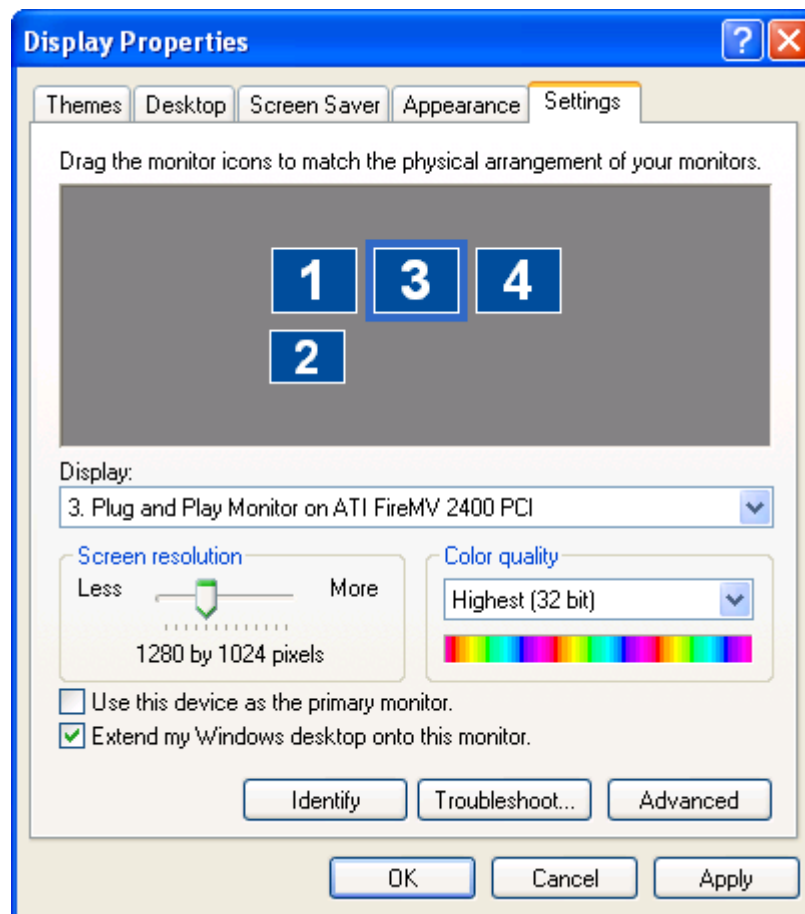 Display Properties
Themes Desktop Screen Saver Appearance Settings
Drag the monitor icons to match the physical arrangement of your monitors.
1 3 4
2
Display:
3. Plug and Play Monitor on ATI FireMV 2400 PCI
Screen resolution
Less More
1280 by 1024 pixels
Color quality
Highest (32 bit)
Use this device as the primary monitor.
Extend my Windows desktop onto this monitor.
Identify Troubleshoot... Advanced
OK Cancel Apply